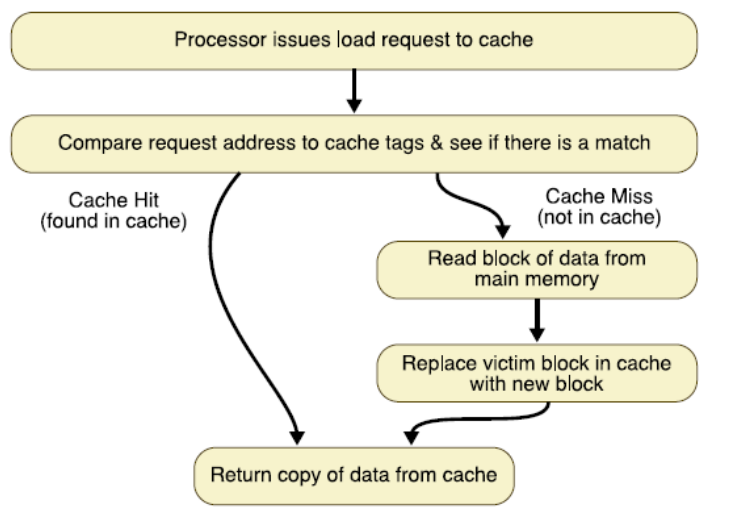 Processor issues load request to cache
Compare request address to cache tags & see if there is a match
Cache Hit
(found in cache)
Cache Miss
(not in cache)
Read block of data from
main memory
Replace victim block in cache
with new block
Return copy of data from cache